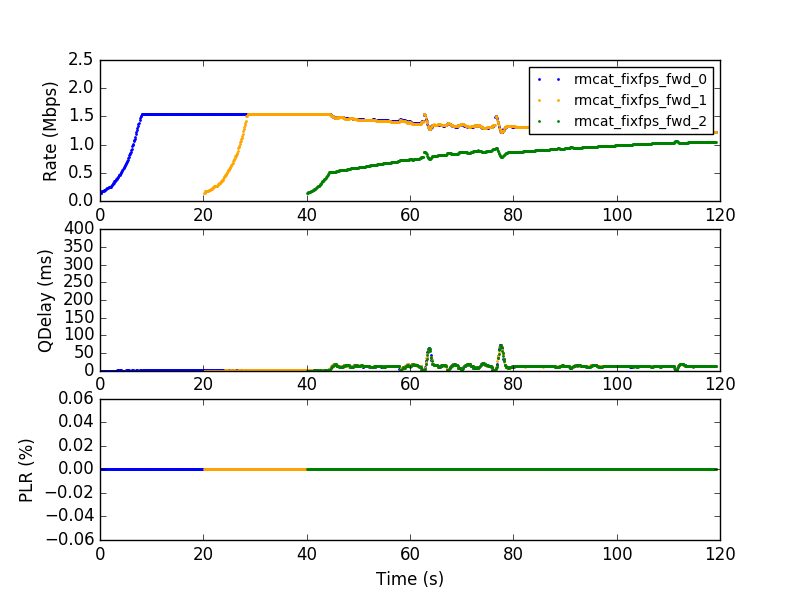 2.5
2.0
1.5
1.0
0.5
0.0
Rate (Mbps)
rmcat_fixfps_fwd_0
rmcat_fixfps_fwd_1
rmcat_fixfps_fwd_2
0 20 40 60 80 100 120
400
350
300
250
200
150
100
50
0
QDelay (ms)
0 20 40 60 80 100 120
0.06
0.04
0.02
0.00
−0.02
−0.04
−0.06
PLR (%)
0 20 40 60 80 100 120
Time (s)